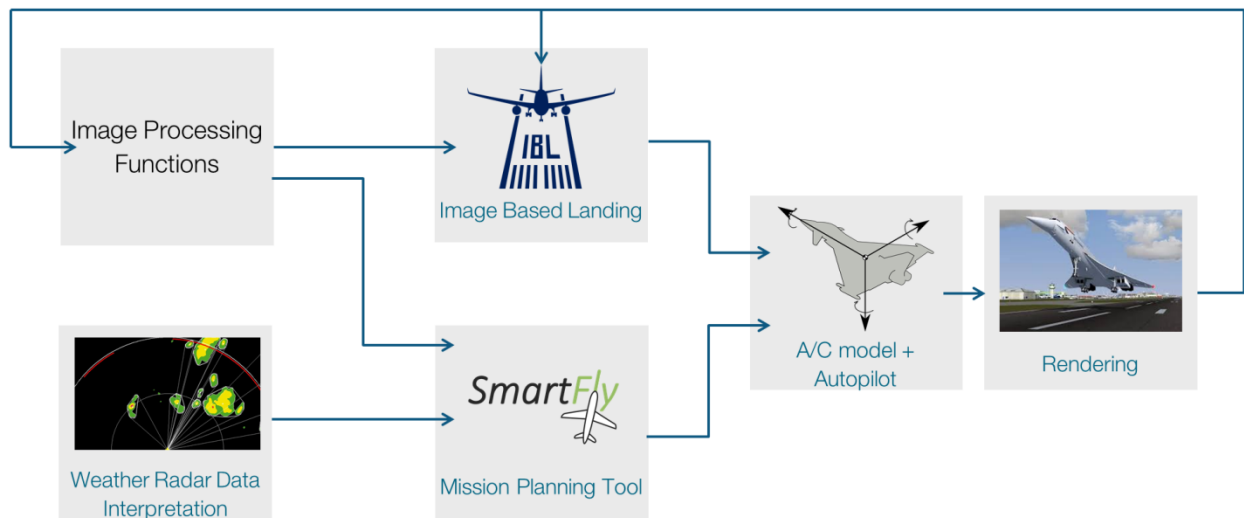 Image Processing
Functions
IBL
Image Based Landing
Weather Radar Data
Interpretation
SmartFly
Mission Planning Tool
A/C model +
Autopilot
Rendering